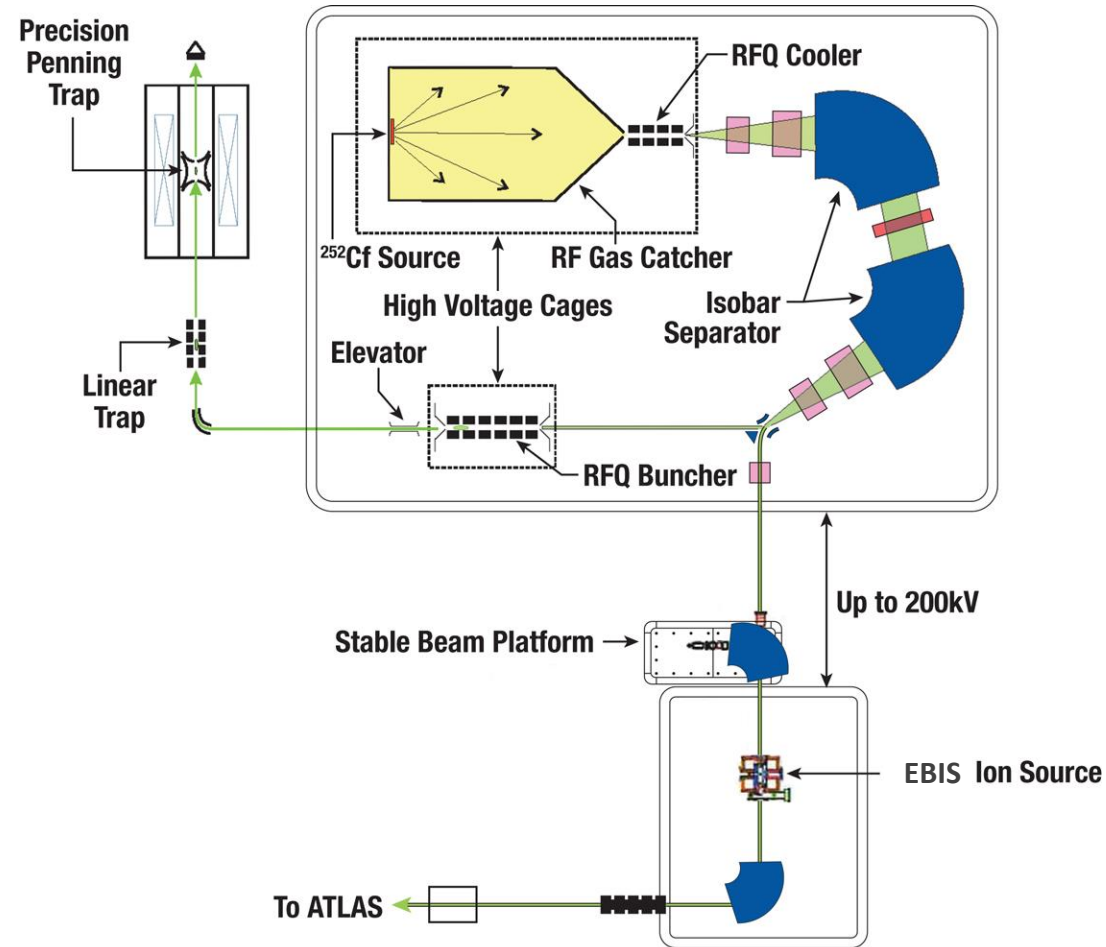 Precision
Penning
Trap
RFQ Cooler
²⁵²Cf Source
RF Gas Catcher
High Voltage Cages
Isobar
Separator
Elevator
Linear
Trap
RFQ Buncher
Up to 200kV
Stable Beam Platform
EBIS Ion Source
To ATLAS